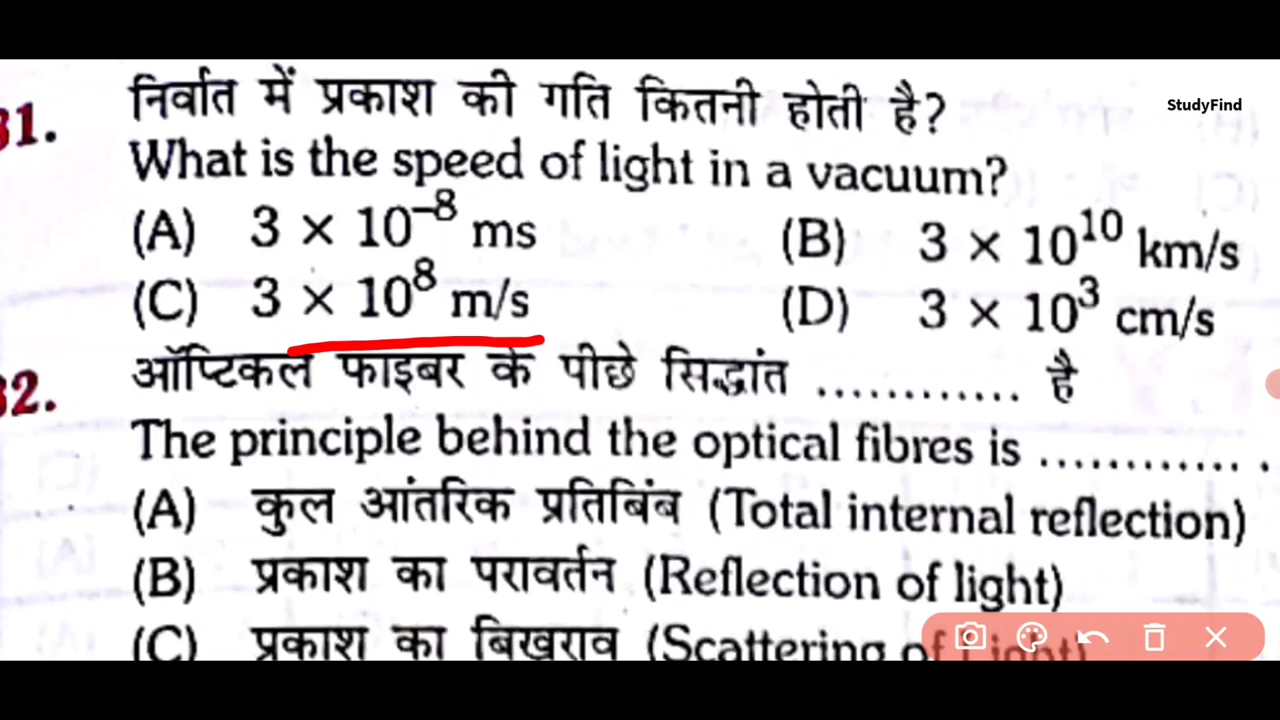 StudyFind
31. निर्वात में प्रकाश की गति कितनी होती है?
What is the speed of light in a vacuum?
(A) 3 × 10⁻⁸ ms (B) 3 × 10¹⁰ km/s
(C) 3 × 10⁸ m/s (D) 3 × 10³ cm/s
32. ऑप्टिकल फाइबर के पीछे सिद्धांत ............ है
The principle behind the optical fibres is .............
(A) कुल आंतरिक प्रतिबिंब (Total internal reflection)
(B) प्रकाश का परावर्तन (Reflection of light)
(C) प्रकाश का बिखराव (Scattering of Light)